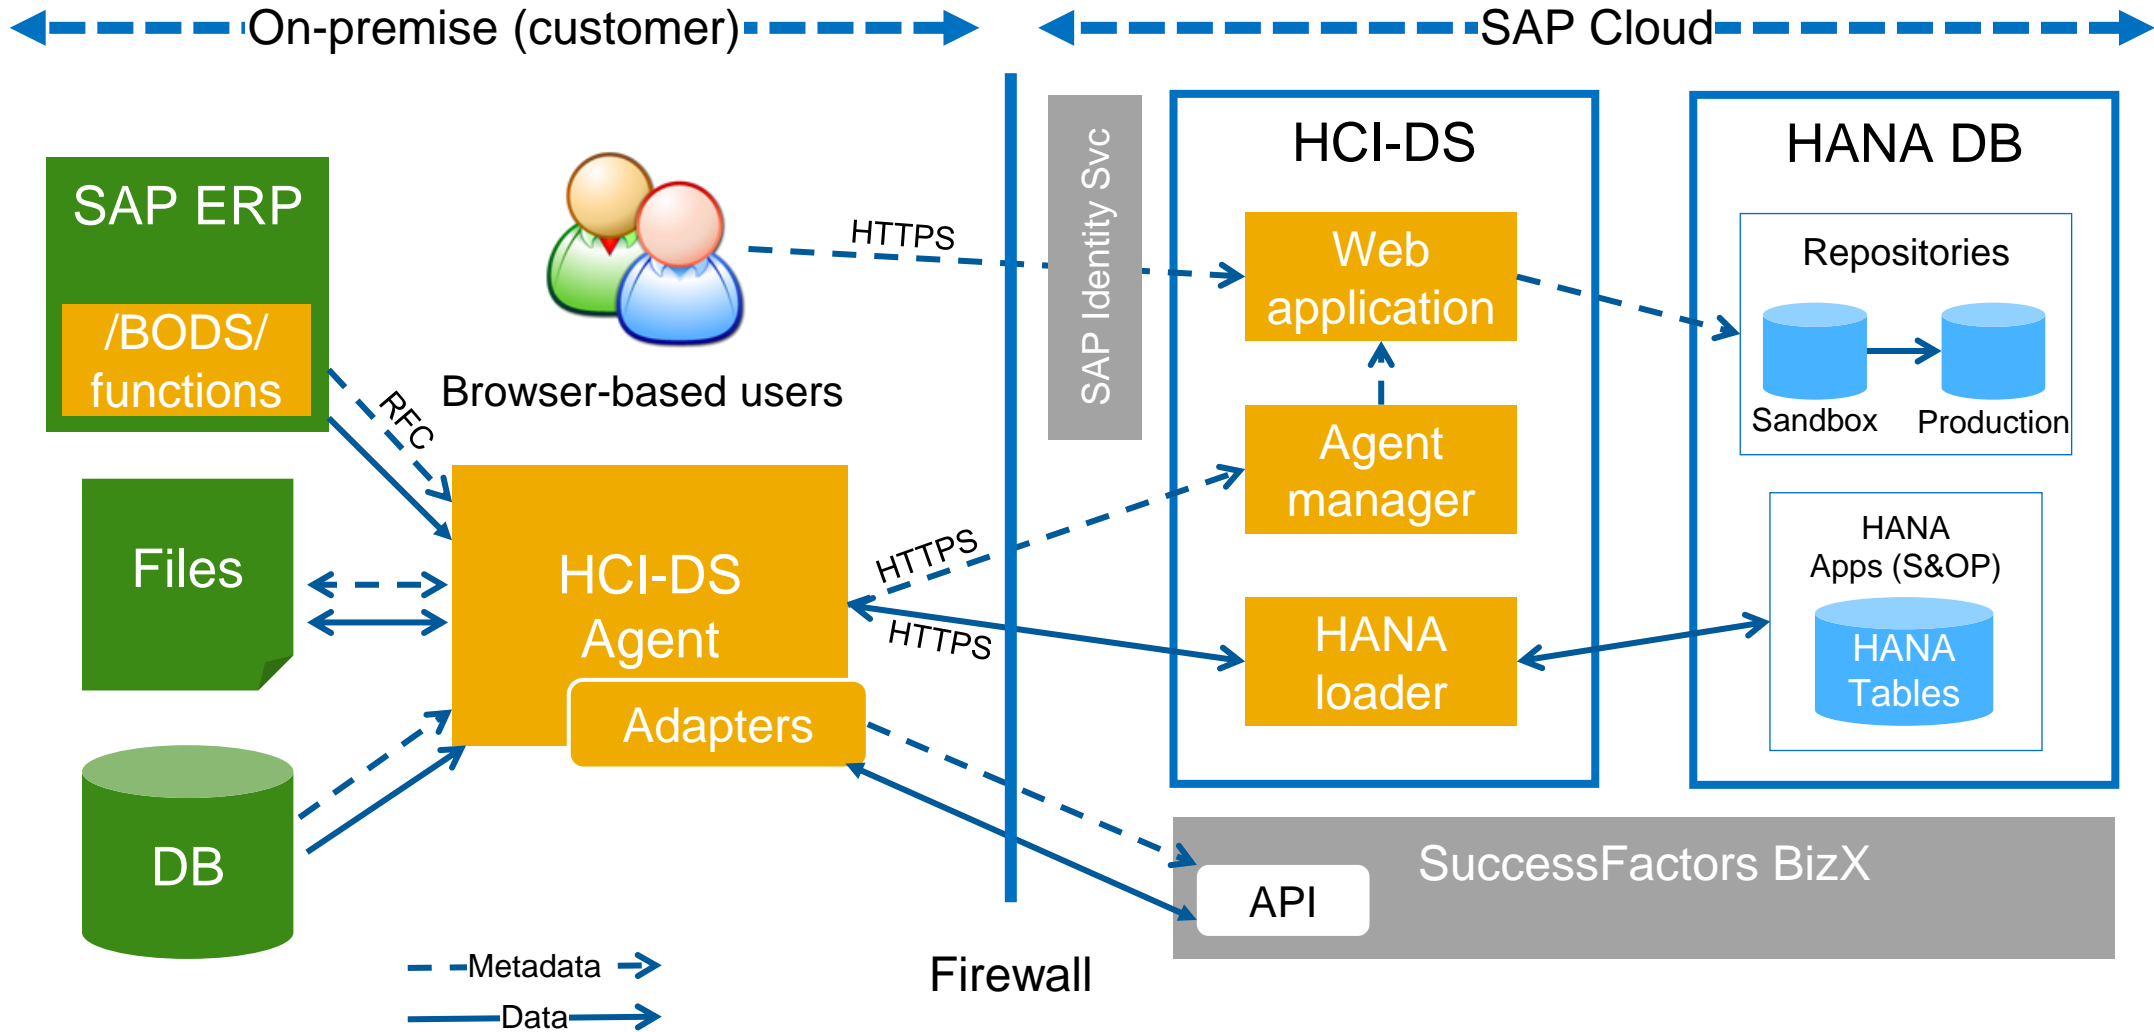 On-premise (customer)
SAP Cloud
SAP ERP
/BODS/
functions
RFC
Browser-based users
HTTPS
SAP Identity Svc
HCI-DS
Web
application
Agent
manager
HANA
loader
HANA DB
Repositories
Sandbox
Production
HANA
Apps (S&OP)
HANA
Tables
Files
HCI-DS
Agent
Adapters
HTTPS
HTTPS
DB
SuccessFactors BizX
API
Firewall
Metadata
Data